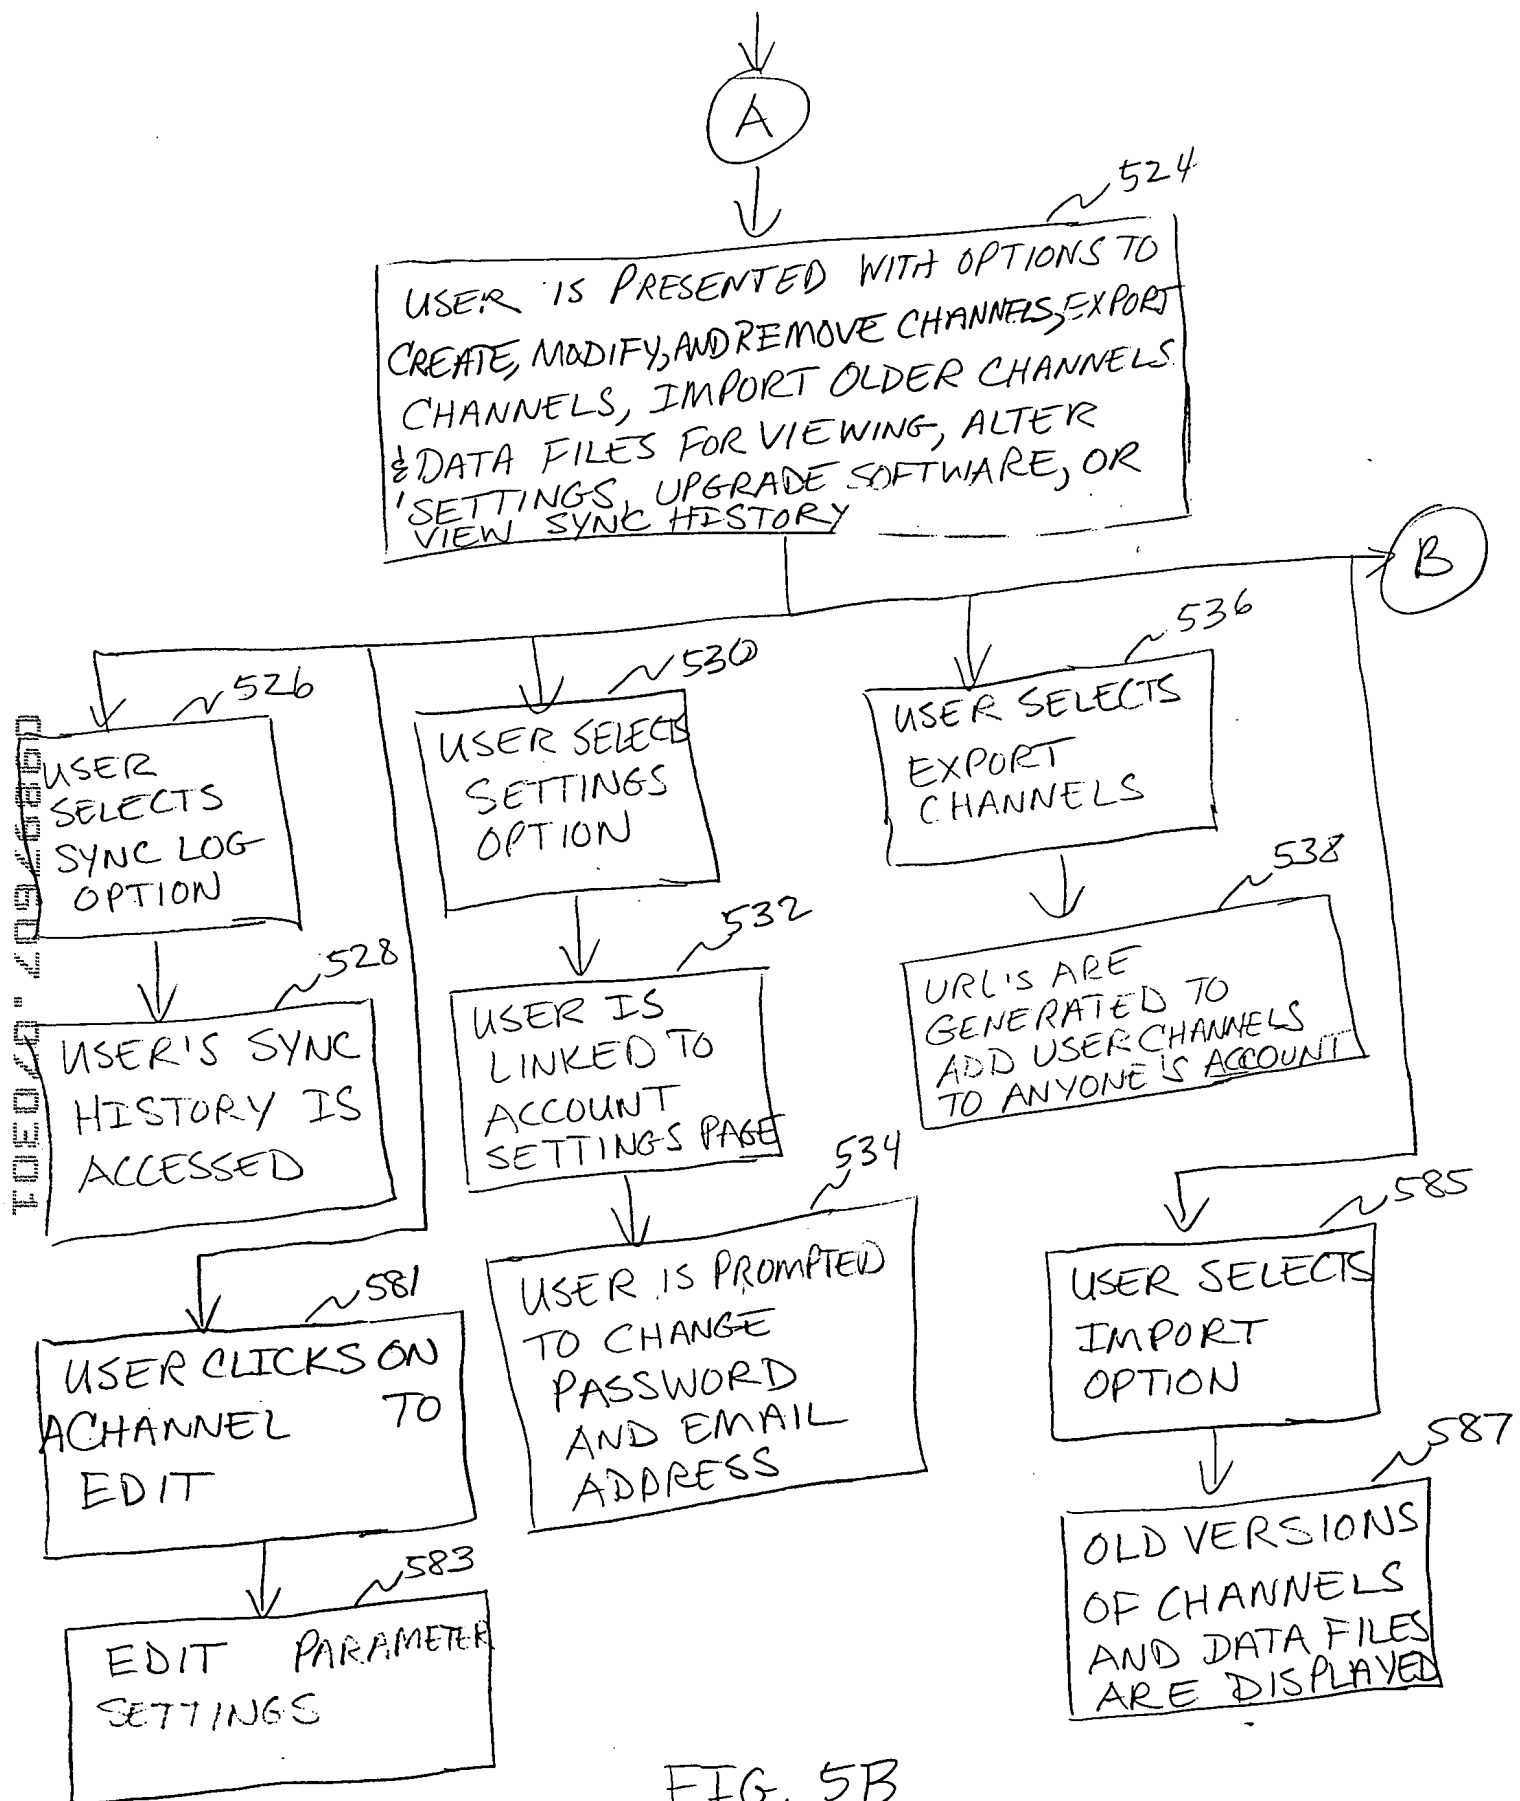 A
524
USER IS PRESENTED WITH OPTIONS TO
CREATE, MODIFY, AND REMOVE CHANNELS, EXPORT
CHANNELS, IMPORT OLDER CHANNELS
& DATA FILES FOR VIEWING, ALTER
SETTINGS, UPGRADE SOFTWARE, OR
VIEW SYNC HISTORY
B
526
USER
SELECTS
SYNC LOG
OPTION
528
USER'S SYNC
HISTORY IS
ACCESSED
581
USER CLICKS ON
A CHANNEL TO
EDIT
583
EDIT PARAMETER
SETTINGS
530
USER SELECTS
SETTINGS
OPTION
532
USER IS
LINKED TO
ACCOUNT
SETTINGS PAGE
534
USER IS PROMPTED
TO CHANGE
PASSWORD
AND EMAIL
ADDRESS
536
USER SELECTS
EXPORT
CHANNELS
538
URL'S ARE
GENERATED TO
ADD USER CHANNELS
TO ANYONE'S ACCOUNT
585
USER SELECTS
IMPORT
OPTION
587
OLD VERSIONS
OF CHANNELS
AND DATA FILES
ARE DISPLAYED
FIG. 5B